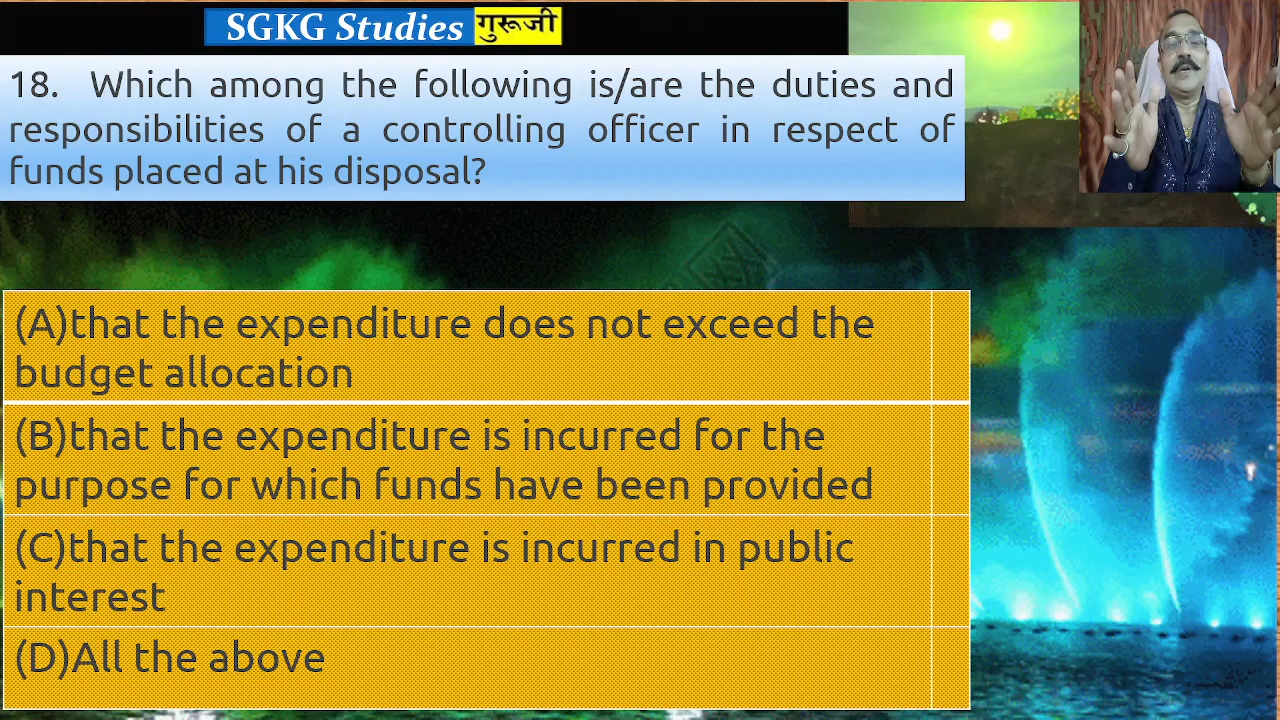 SGKG Studies गुरूजी
18. Which among the following is/are the duties and
responsibilities of a controlling officer in respect of
funds placed at his disposal?
(A)that the expenditure does not exceed the
budget allocation
(B)that the expenditure is incurred for the
purpose for which funds have been provided
(C)that the expenditure is incurred in public
interest
(D)All the above